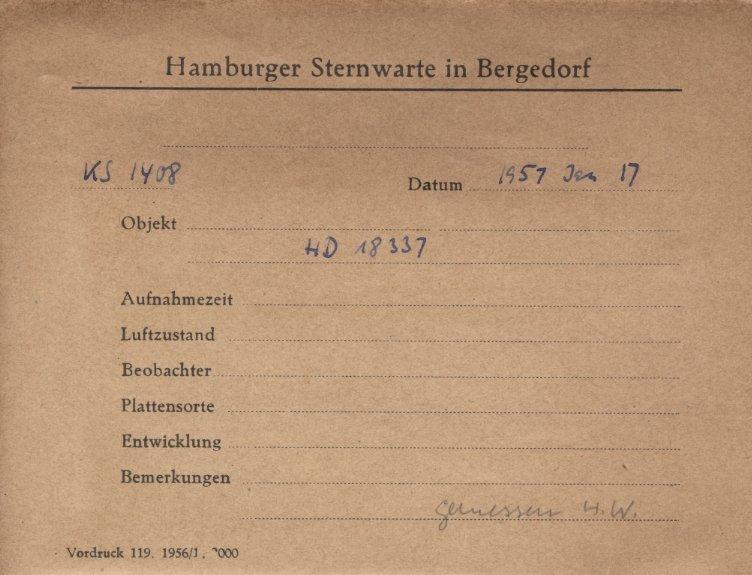 Hamburger Sternwarte in Bergedorf
KS 1408
Datum 1957 Jan 17
Objekt
HD 18337
Aufnahmezeit
Luftzustand
Beobachter
Plattensorte
Entwicklung
Bemerkungen
gemessen H.W.
Vordruck 119. 1956/1.